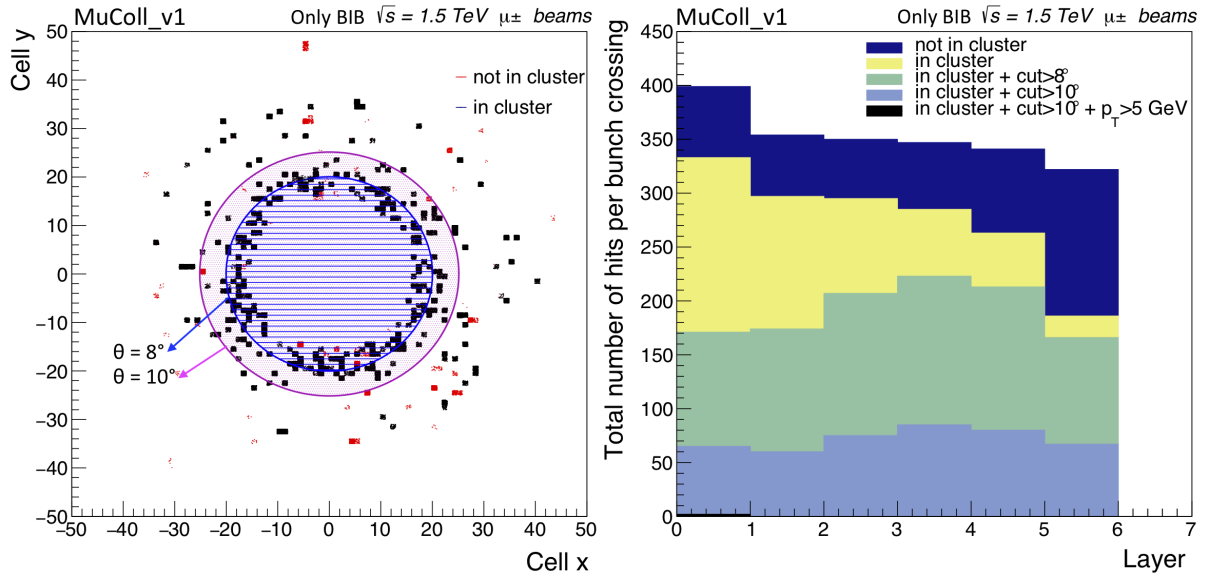 MuColl_v1
Only BIB √s = 1.5 TeV μ± beams
Cell y
50
40
30
20
10
0
−10
−20
−30
−40
−50
not in cluster
in cluster
θ = 8°
θ = 10°
−50 −40 −30 −20 −10 0 10 20 30 40 50
Cell x
MuColl_v1
Only BIB √s = 1.5 TeV μ± beams
Total number of hits per bunch crossing
450
400
350
300
250
200
150
100
50
0
not in cluster
in cluster
in cluster + cut>8°
in cluster + cut>10°
in cluster + cut>10° + p_T>5 GeV
0 1 2 3 4 5 6 7
Layer